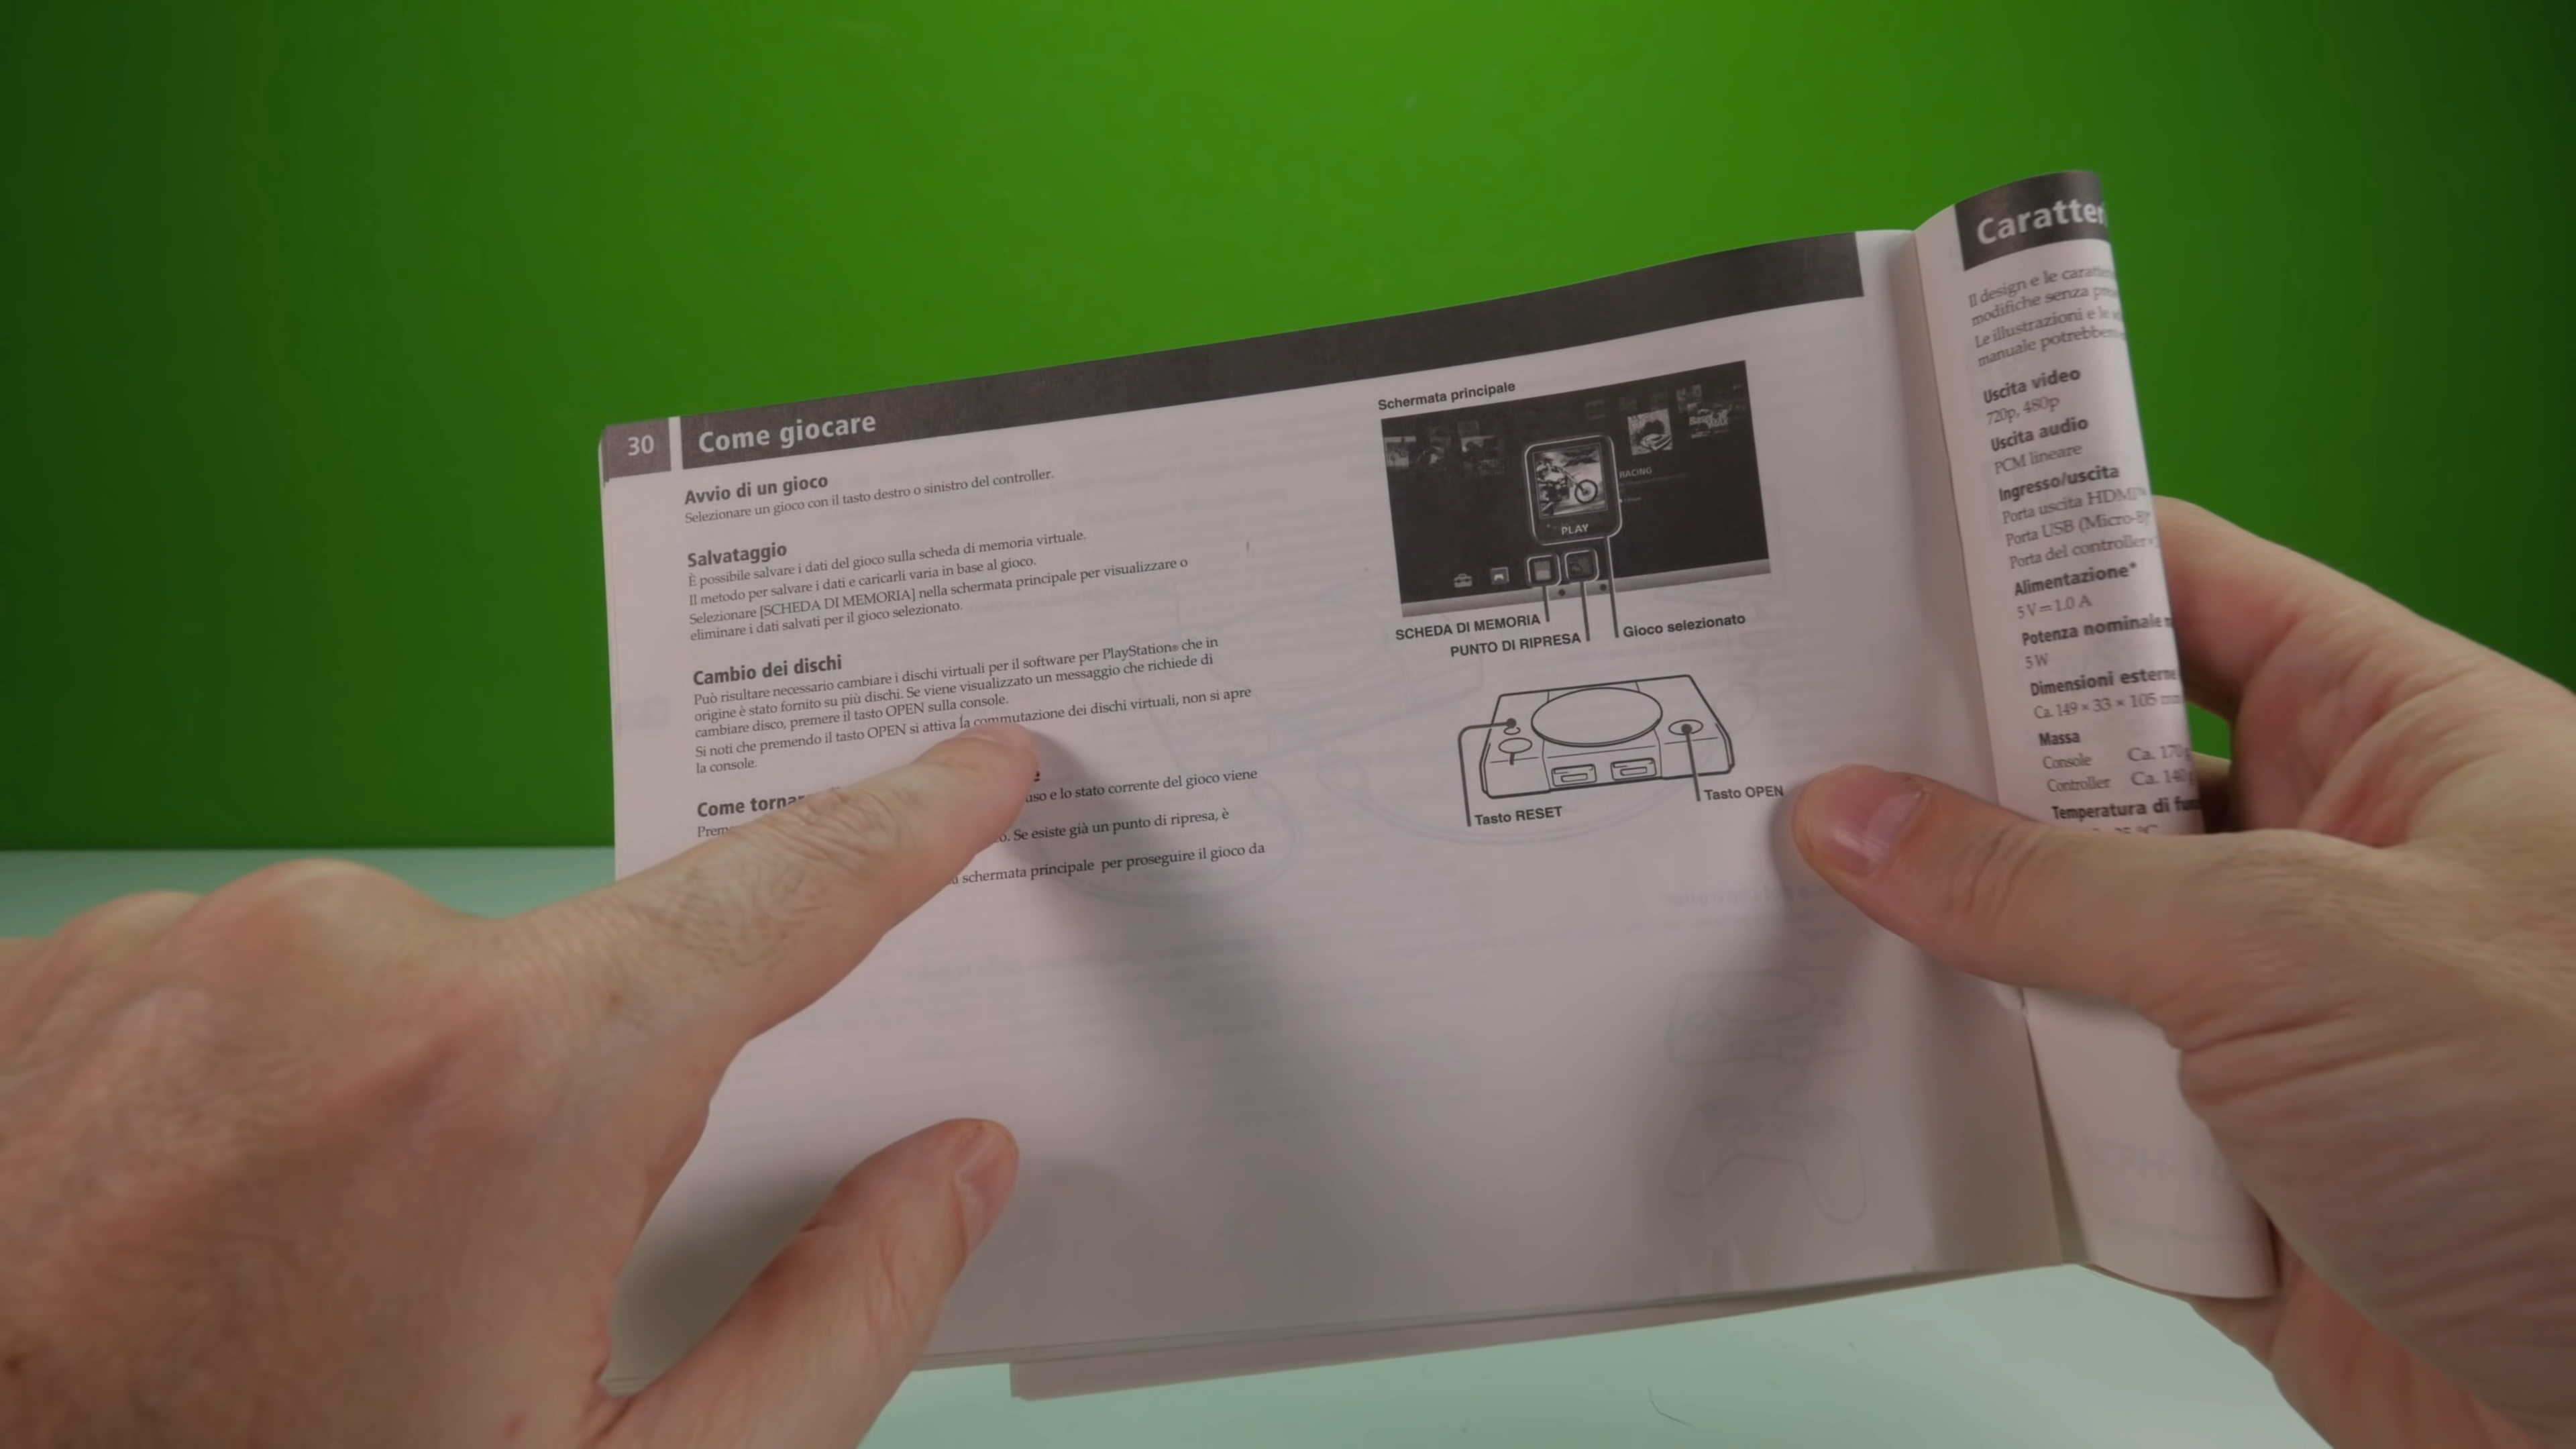 30
Come giocare
Avvio di un gioco
Selezionare un gioco con il tasto destro o sinistro del controller.
Salvataggio
È possibile salvare i dati del gioco sulla scheda di memoria virtuale.
Il metodo per salvare i dati e caricarli varia in base al gioco.
Selezionare [SCHEDA DI MEMORIA] nella schermata principale per visualizzare o
eliminare i dati salvati per il gioco selezionato.
Cambio dei dischi
Può risultare necessario cambiare i dischi virtuali per il software per PlayStation® che in
origine è stato fornito su più dischi. Se viene visualizzato un messaggio che richiede di
cambiare disco, premere il tasto OPEN sulla console.
Si noti che premendo il tasto OPEN si attiva la commutazione dei dischi virtuali, non si apre
la console.
Come
e lo stato corrente del gioco viene
Se esiste già un punto di ripresa, è
schermata principale per proseguire il gioco da
Schermata principale
RACING
PLAY
SCHEDA DI MEMORIA
PUNTO DI RIPRESA
Gioco selezionato
Tasto RESET
Tasto OPEN
Il design e le
modifiche senza
Le illustrazioni e le
manuale
Uscita video
720p, 480p
Uscita audio
PCM lineare
Ingresso/uscita
Porta uscita HDMI™
Porta USB (Micro-B)*
Porta del controller
Alimentazione*
5 V⎓1.0 A
Potenza nominale
5 W
Dimensioni esterne
Ca. 149 × 33 × 105 mm
Massa
Console Ca. 170
Controller Ca. 140
Temperatura di